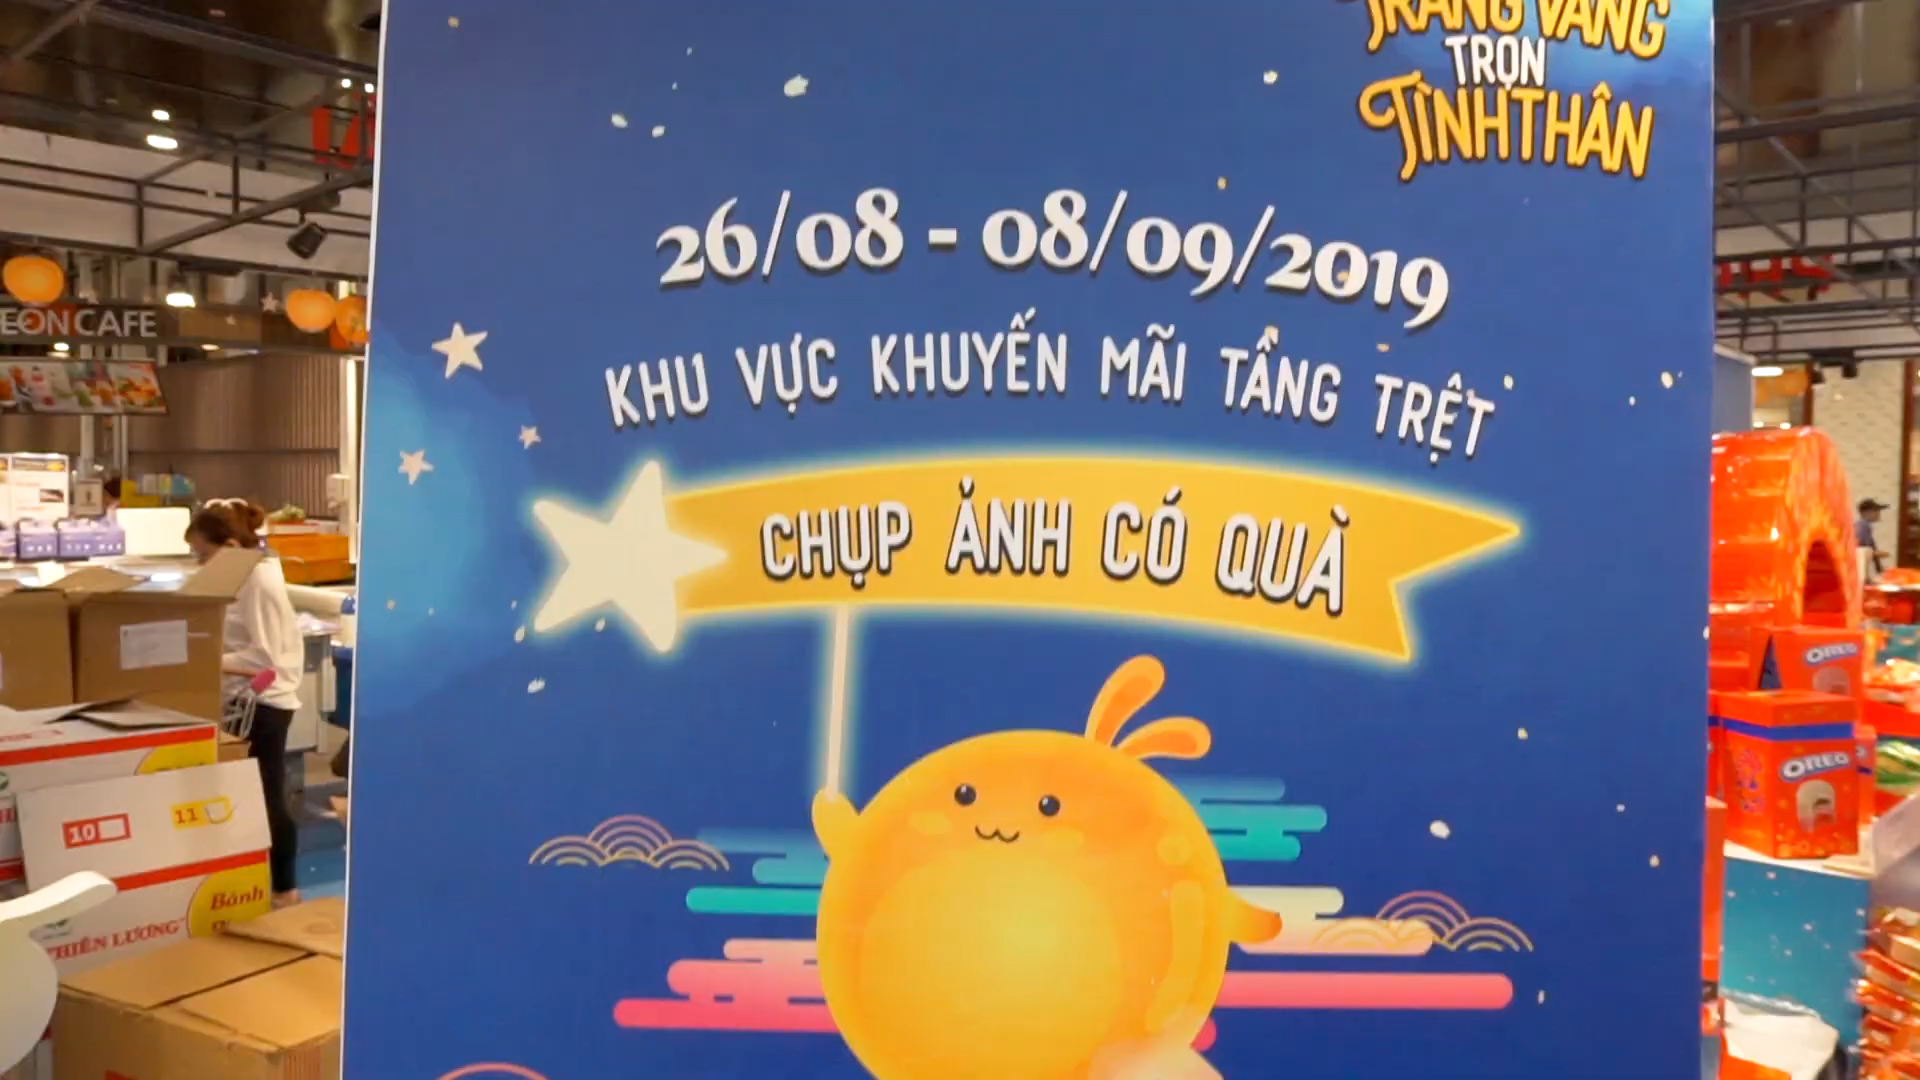 TRĂNG VÀNG
TRỌN
TÌNH THÂN
26/08 - 08/09/2019
KHU VỰC KHUYẾN MÃI TẦNG TRỆT
CHỤP ẢNH CÓ QUÀ
EON CAFE
OREO
OREO
10
11
Bánh
THIÊN LƯƠNG